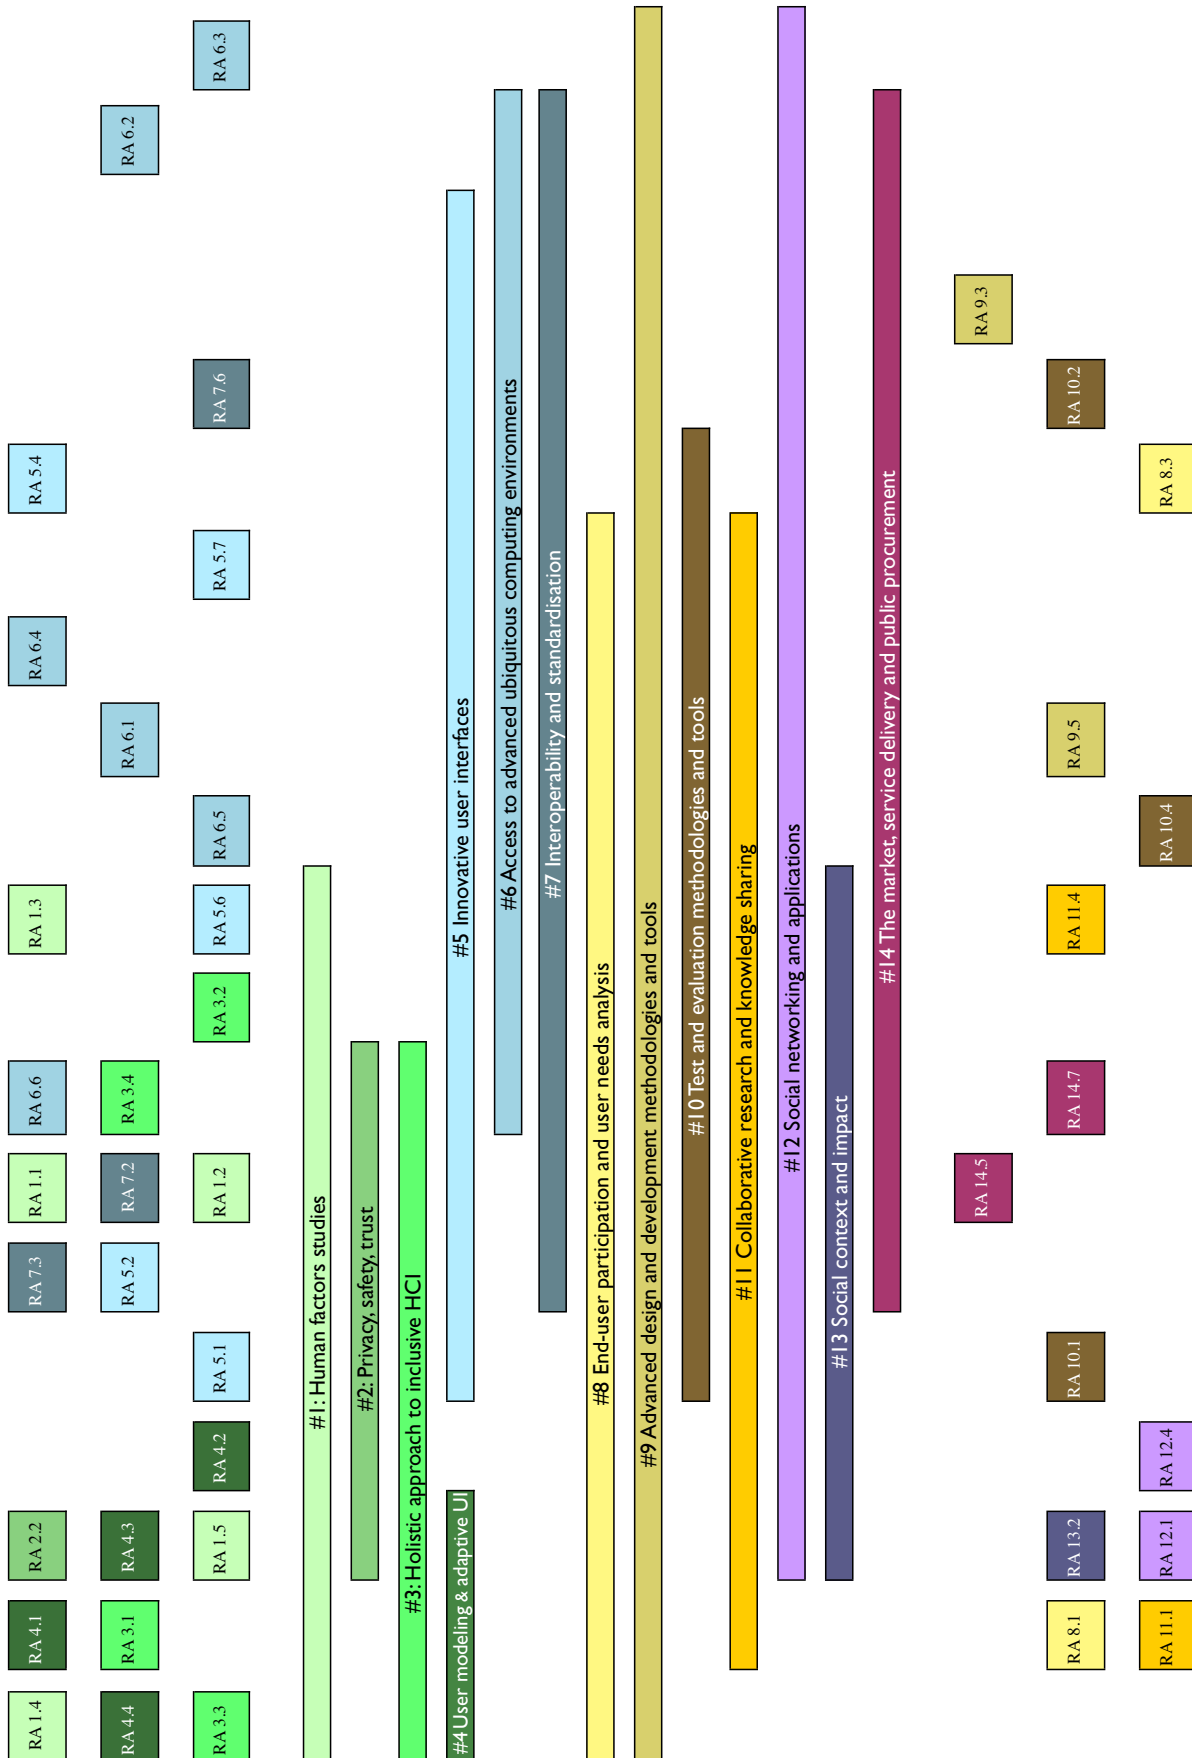 RA 1.4
RA 4.1
RA 2.2
RA 7.3
RA 1.1
RA 6.6
RA 1.3
RA 6.4
RA 5.4
RA 4.4
RA 3.1
RA 4.3
RA 5.2
RA 7.2
RA 3.4
RA 6.1
RA 6.2
RA 3.3
RA 1.5
RA 4.2
RA 5.1
RA 1.2
RA 3.2
RA 5.6
RA 6.5
RA 5.7
RA 7.6
RA 6.3
#1: Human factors studies
#2: Privacy, safety, trust
#3: Holistic approach to inclusive HCI
#4 User modeling & adaptive UI
#5 Innovative user interfaces
#6 Access to advanced ubiquitous computing environments
#7 Interoperability and standardisation
#8 End-user participation and user needs analysis
#9 Advanced design and development methodologies and tools
#10 Test and evaluation methodologies and tools
#11 Collaborative research and knowledge sharing
#12 Social networking and applications
#13 Social context and impact
#14 The market, service delivery and public procurement
RA 14.5
RA 9.3
RA 8.1
RA 13.2
RA 10.1
RA 14.7
RA 11.4
RA 9.5
RA 10.2
RA 11.1
RA 12.1
RA 12.4
RA 10.4
RA 8.3